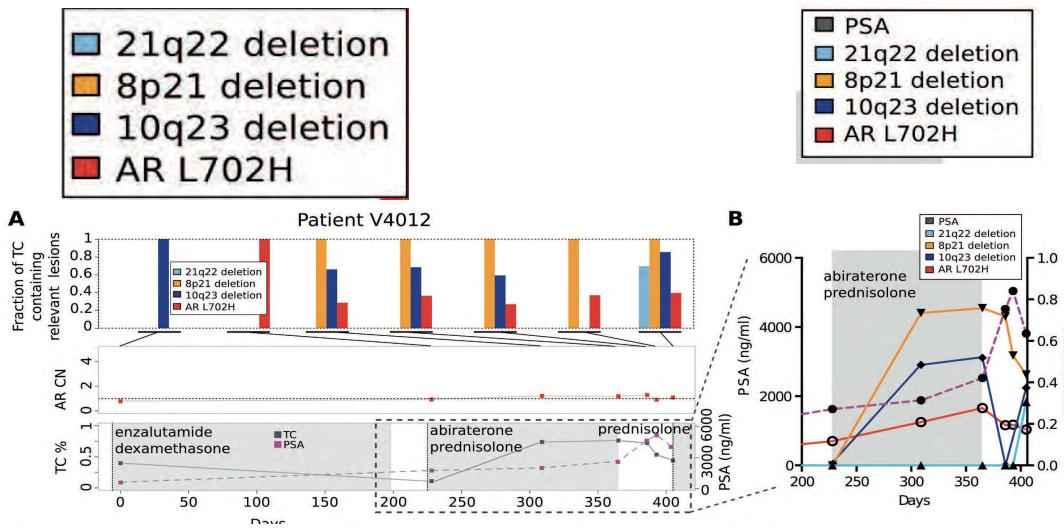 21q22 deletion
8p21 deletion
10q23 deletion
AR L702H
PSA
21q22 deletion
8p21 deletion
10q23 deletion
AR L702H
A
Patient V4012
Fraction of TC
containing
relevant lesions
1
0.8
0.6
0.4
0.2
0
21q22 deletion
8p21 deletion
10q23 deletion
AR L702H
AR CN
4
2
0
TC %
1
0.5
0
enzalutamide
dexamethasone
TC
PSA
abiraterone
prednisolone
prednisolone
6000
3000
0
PSA (ng/ml)
0 50 100 150 200 250 300 350 400
Days
B
PSA
21q22 deletion
8p21 deletion
10q23 deletion
AR L702H
abiraterone
prednisolone
PSA (ng/ml)
6000
4000
2000
0
1.0
0.8
0.6
0.4
0.2
0.0
200 250 300 350 400
Days